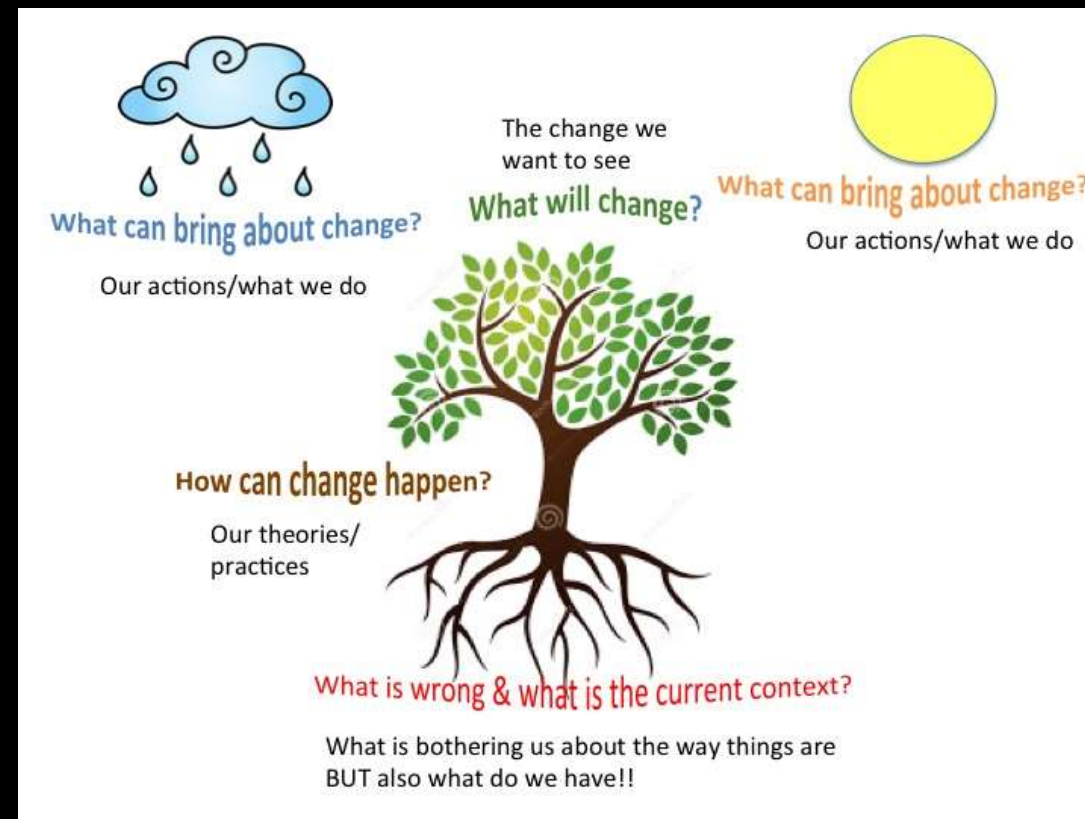 The change we
want to see
What can bring about change?
What will change?
What can bring about change?
Our actions/what we do
Our actions/what we do
How can change happen?
Our theories/
practices
What is wrong & what is the current context?
What is bothering us about the way things are
BUT also what do we have!!